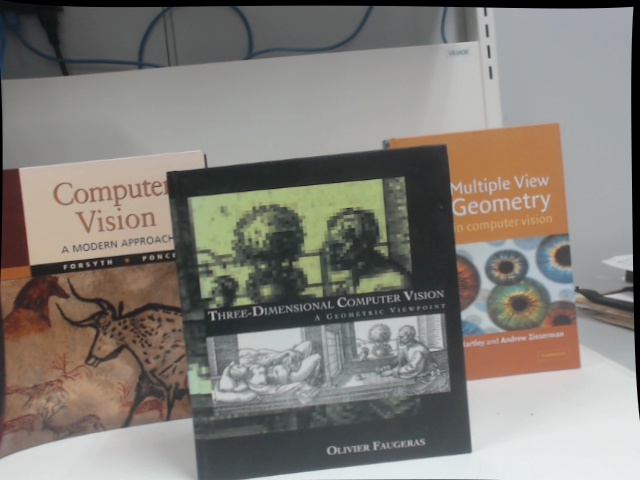 Computer
Vision
A MODERN APPROACH
FORSYTH PONCE
THREE-DIMENSIONAL COMPUTER VISION
A GEOMETRIC VIEWPOINT
OLIVIER FAUGERAS
Multiple View
Geometry
in computer vision
Hartley and Andrew Zisserman